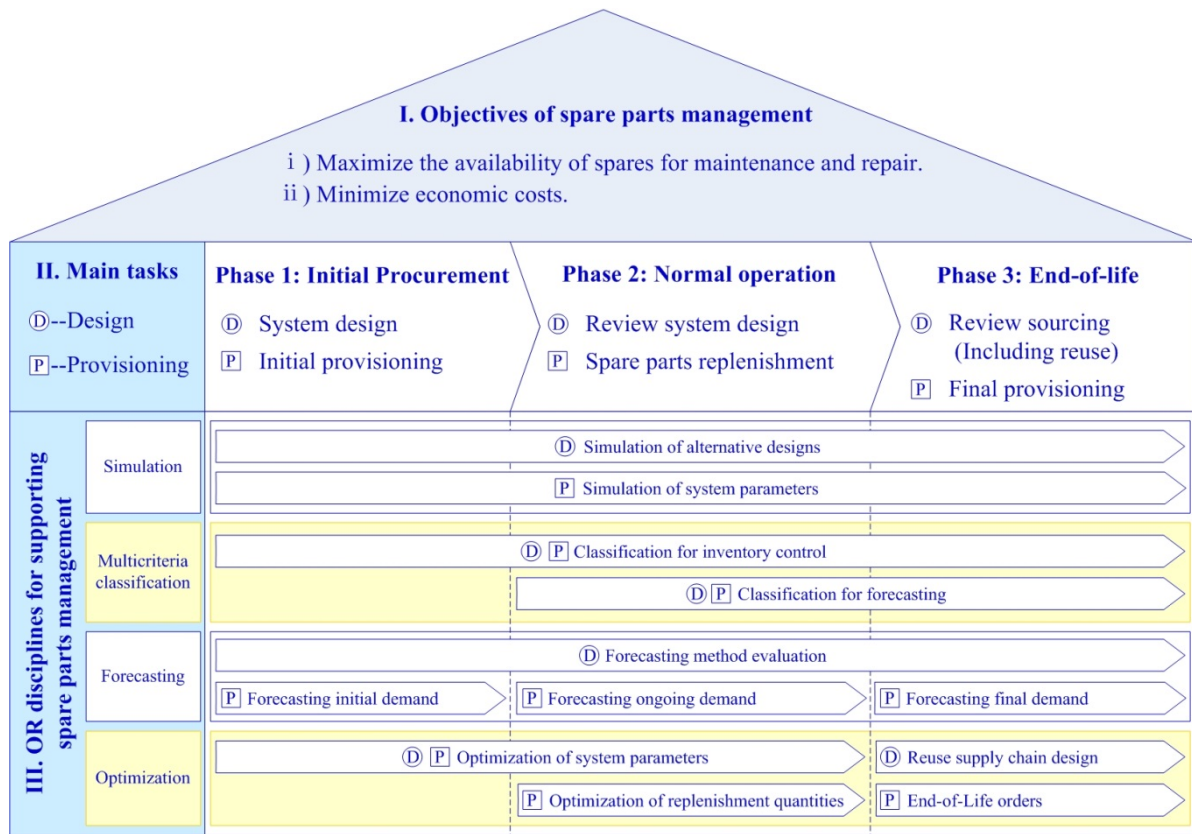 I. Objectives of spare parts management
i) Maximize the availability of spares for maintenance and repair.
ii) Minimize economic costs.
II. Main tasks
D--Design
P--Provisioning
Phase 1: Initial Procurement
D System design
P Initial provisioning
Phase 2: Normal operation
D Review system design
P Spare parts replenishment
Phase 3: End-of-life
D Review sourcing
(Including reuse)
P Final provisioning
III. OR disciplines for supporting
spare parts management
Simulation
D Simulation of alternative designs
P Simulation of system parameters
Multicriteria
classification
D P Classification for inventory control
D P Classification for forecasting
Forecasting
D Forecasting method evaluation
P Forecasting initial demand
P Forecasting ongoing demand
P Forecasting final demand
Optimization
D P Optimization of system parameters
D Reuse supply chain design
P Optimization of replenishment quantities
P End-of-Life orders